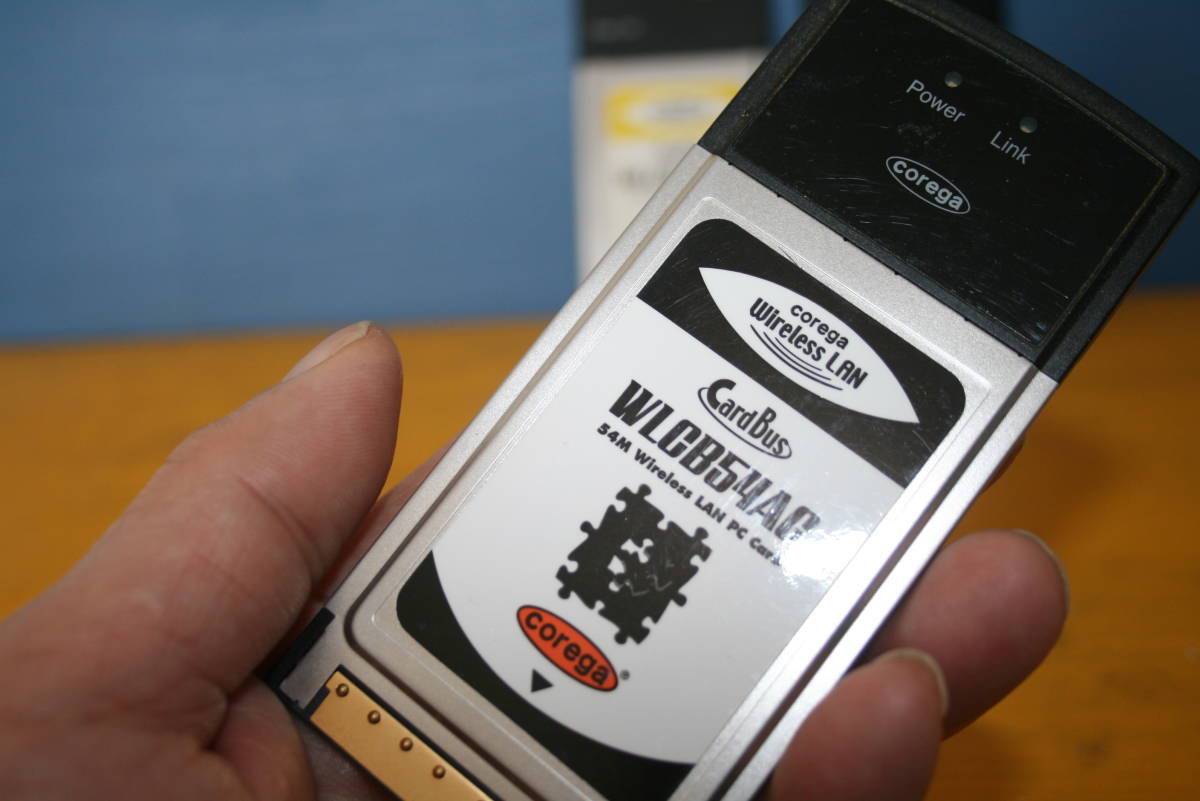 Power
Link
corega
corega
Wireless LAN
CardBus
WLCB54AG
54M Wireless LAN PC Card
corega®